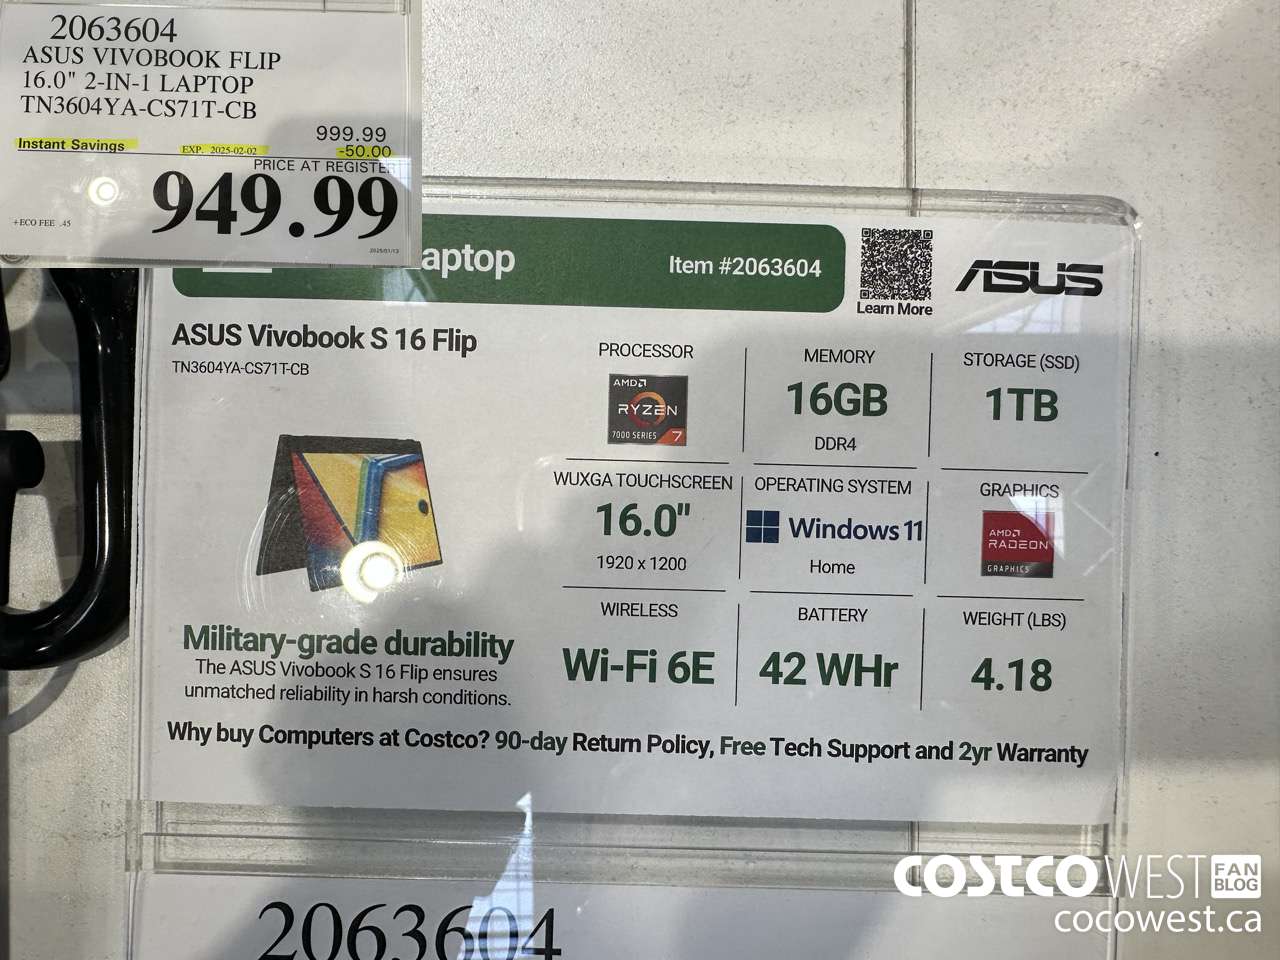 2063604
ASUS VIVOBOOK FLIP
16.0" 2-IN-1 LAPTOP
TN3604YA-CS71T-CB
999.99
Instant Savings EXP. 2025-02-02 -50.00
PRICE AT REGISTER
949.99
+ECO FEE .45
2025/01/13
aptop
Item #2063604
Learn More
ASUS
ASUS Vivobook S 16 Flip
TN3604YA-CS71T-CB
PROCESSOR
AMD
RYZEN
7000 SERIES 7
MEMORY
16GB
DDR4
STORAGE (SSD)
1TB
WUXGA TOUCHSCREEN
16.0"
1920 x 1200
OPERATING SYSTEM
Windows 11
Home
GRAPHICS
AMD
RADEON
GRAPHICS
WIRELESS
Wi-Fi 6E
BATTERY
42 WHr
WEIGHT (LBS)
4.18
Military-grade durability
The ASUS Vivobook S 16 Flip ensures
unmatched reliability in harsh conditions.
Why buy Computers at Costco? 90-day Return Policy, Free Tech Support and 2yr Warranty
2063604
COSTCO WEST FAN BLOG
cocowest.ca